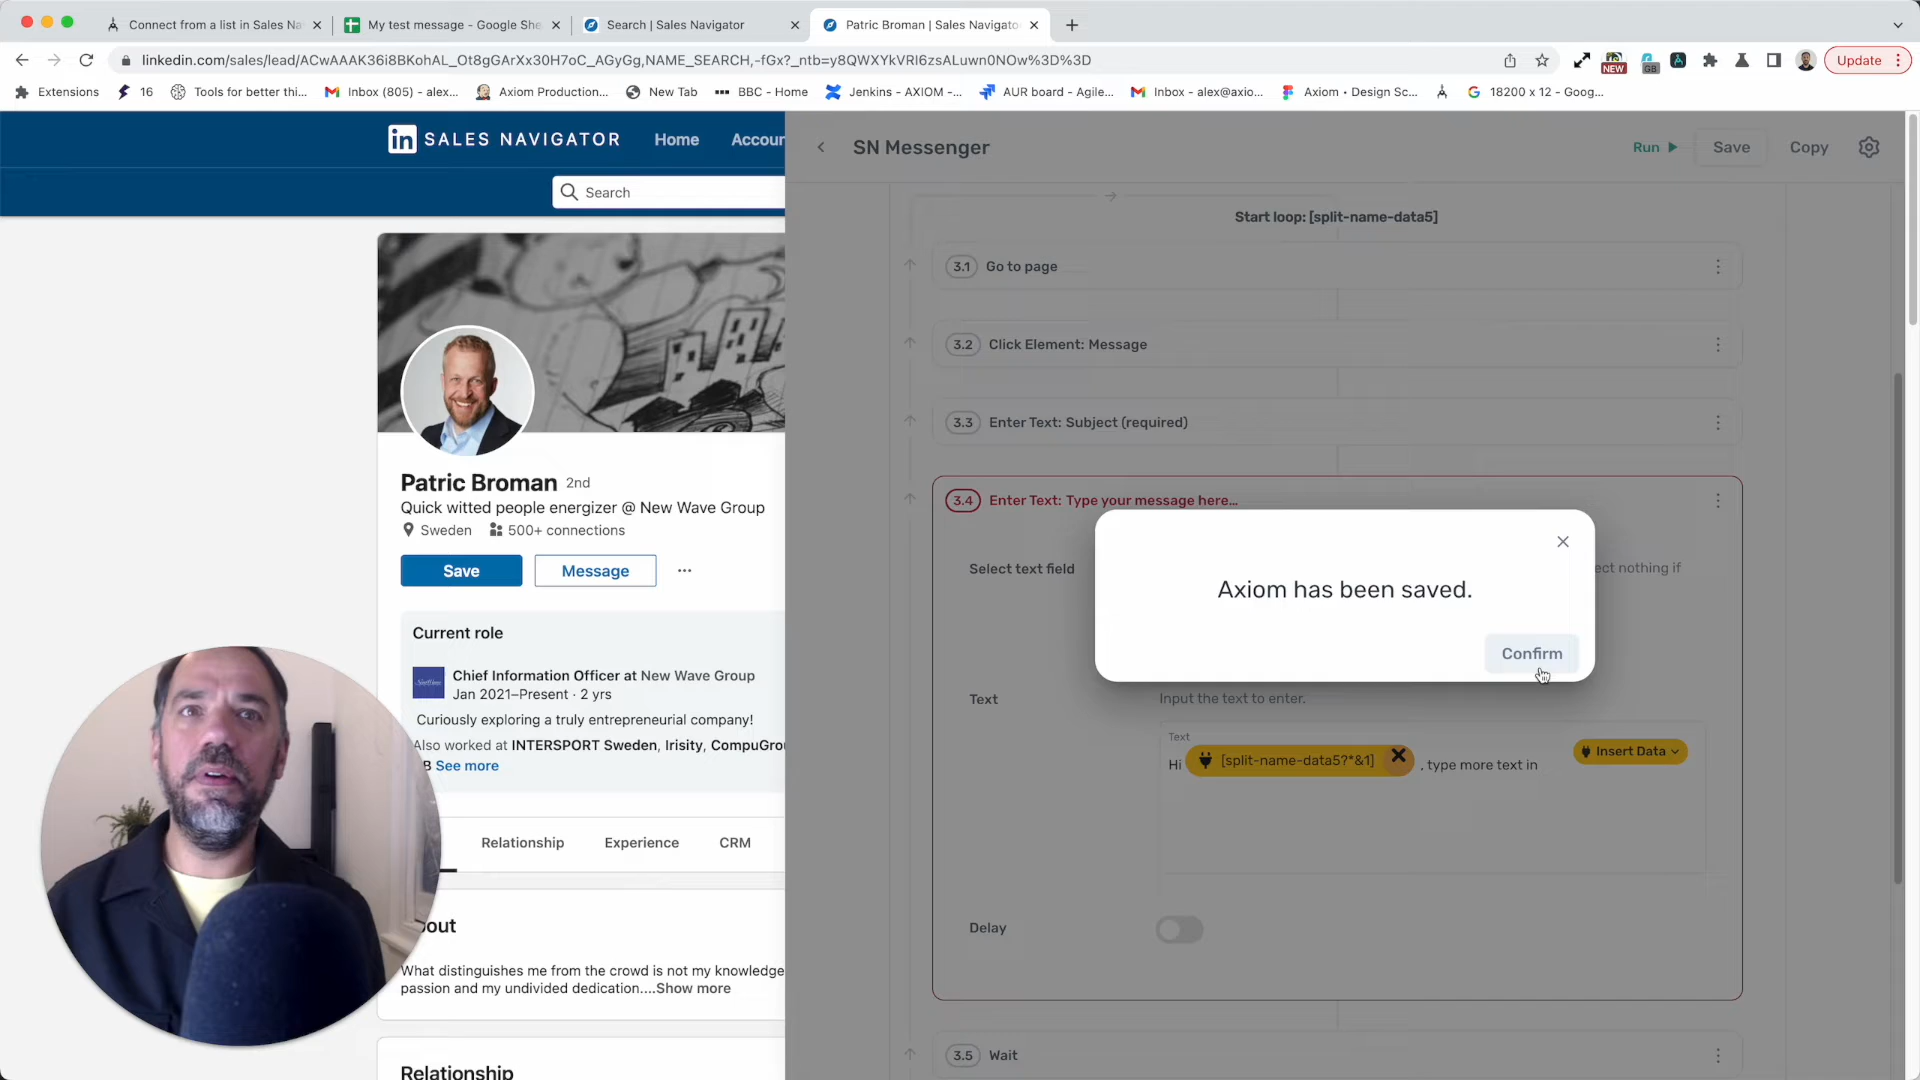 Connect from a list in Sales Na
My test message - Google She
Search | Sales Navigator
Patric Broman | Sales Navigato
linkedin.com/sales/lead/ACwAAAK36i8BKohAL_Ot8gGArXx30H7oC_AGyGg,NAME_SEARCH,-fGx?_ntb=y8QWXYkVRI6zsALuwn0NOw%3D%3D
NEW
GB
Update
Extensions
16
Tools for better thi...
Inbox (805) - alex...
Axiom Production...
New Tab
BBC - Home
Jenkins - AXIOM -...
AUR board - Agile...
Inbox - alex@axio...
Axiom • Design Sc...
18200 x 12 - Goog...
in SALES NAVIGATOR
Home
Accoun
Search
Patric Broman 2nd
Quick witted people energizer @ New Wave Group
Sweden
500+ connections
Save
Message
Current role
Chief Information Officer at New Wave Group
Jan 2021–Present · 2 yrs
Curiously exploring a truly entrepreneurial company!
Also worked at INTERSPORT Sweden, Irisity, CompuGrou
B See more
Relationship
Experience
CRM
bout
What distinguishes me from the crowd is not my knowledge
passion and my undivided dedication....Show more
Relationship
SN Messenger
Run
Save
Copy
Start loop: [split-name-data5]
3.1 Go to page
3.2 Click Element: Message
3.3 Enter Text: Subject (required)
3.4 Enter Text: Type your message here...
Select text field
ect nothing if
Axiom has been saved.
Confirm
Text
Input the text to enter.
Text
Hi [split-name-data5?*&1] , type more text in
Insert Data
Delay
3.5 Wait